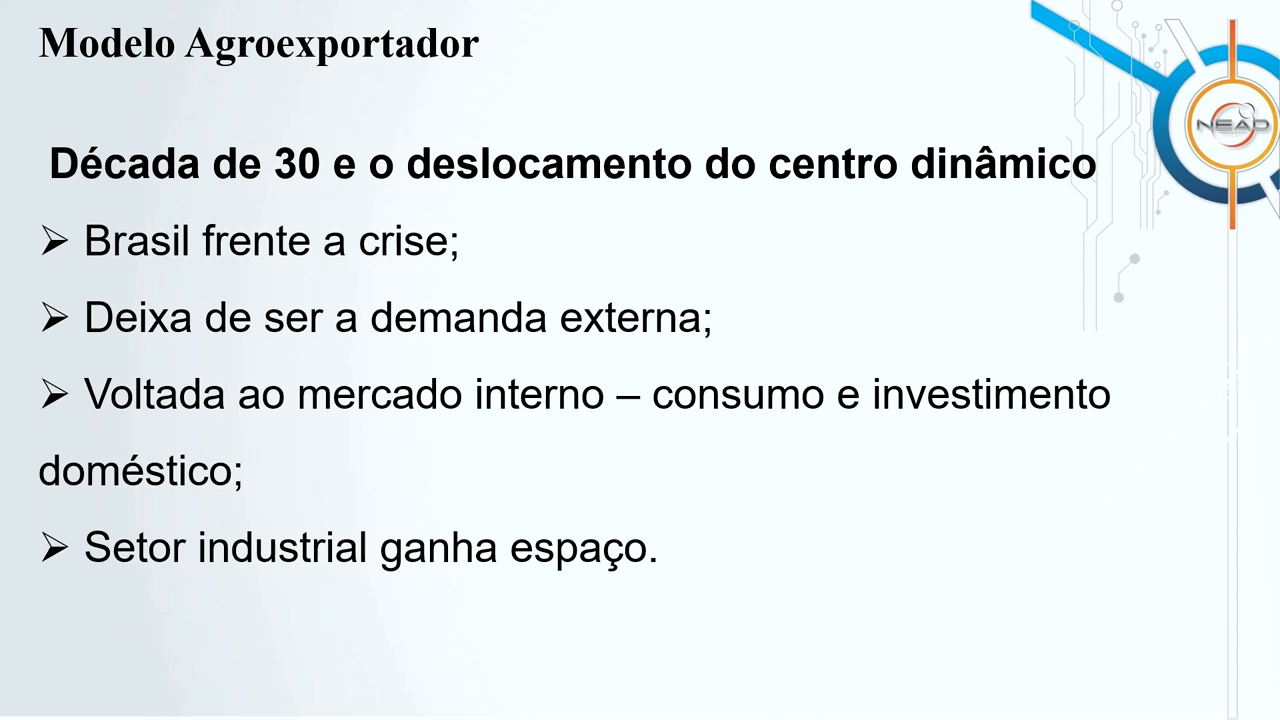 Modelo Agroexportador
NEAD
Década de 30 e o deslocamento do centro dinâmico
➢ Brasil frente a crise;
➢ Deixa de ser a demanda externa;
➢ Voltada ao mercado interno – consumo e investimento
doméstico;
➢ Setor industrial ganha espaço.